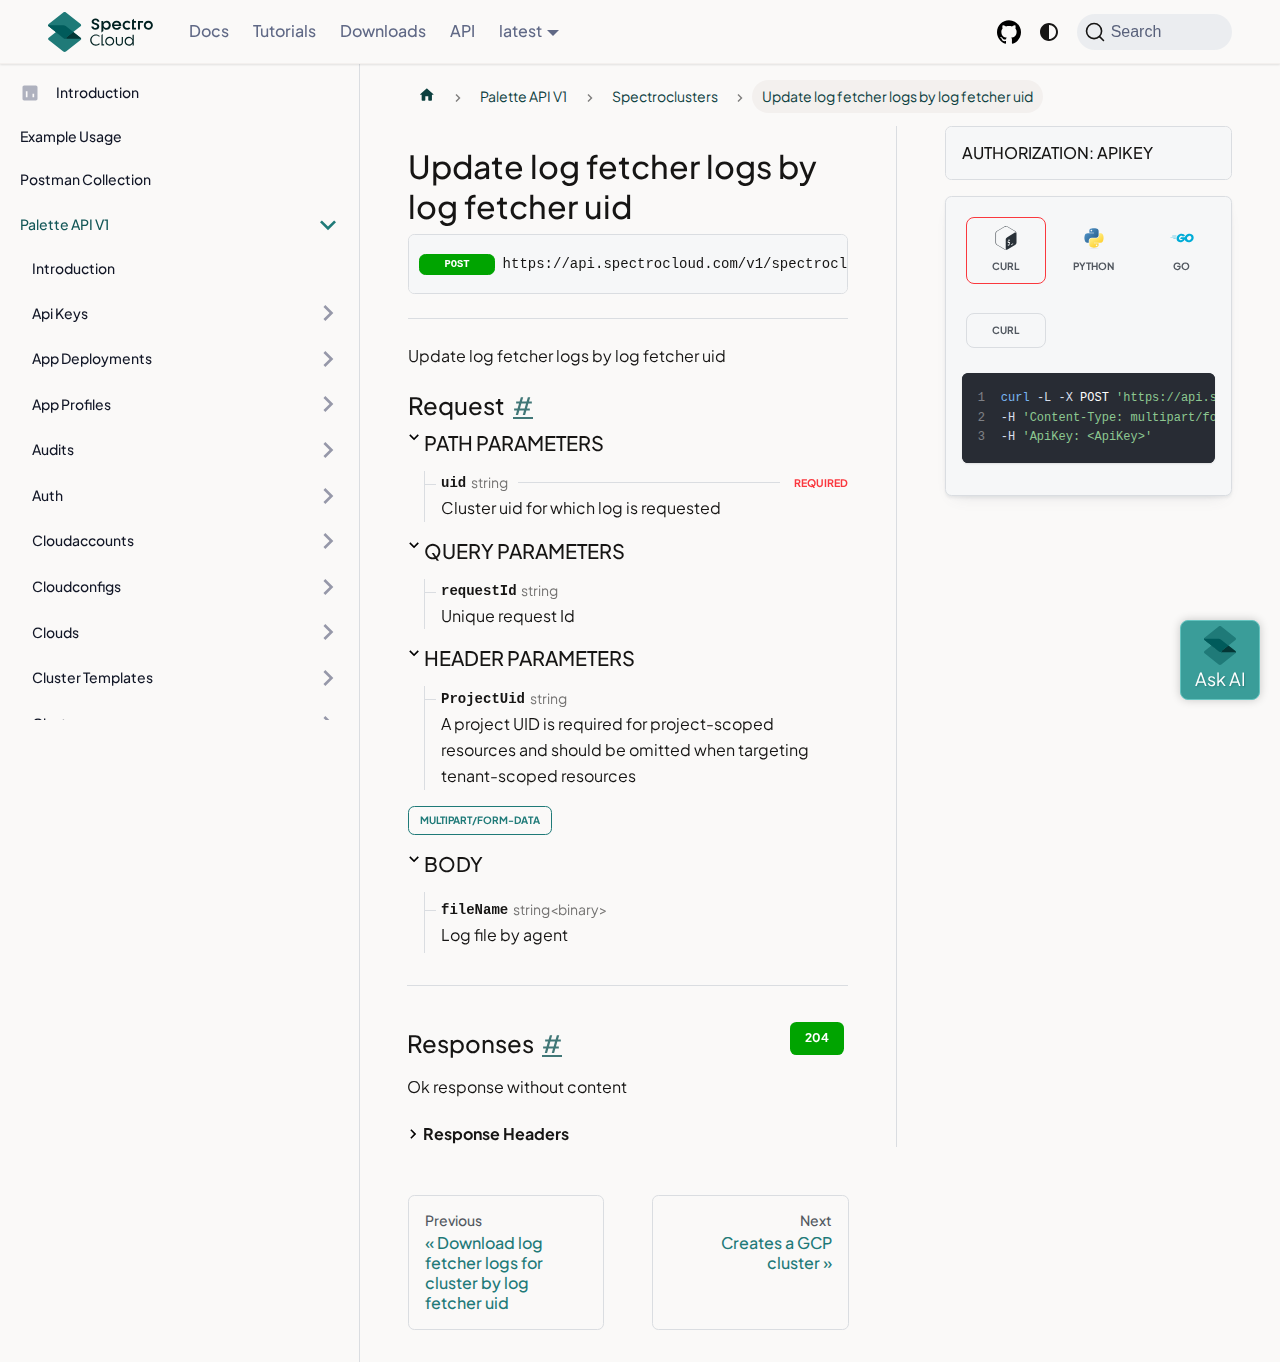 Spectro
Cloud
Docs
Tutorials
Downloads
API
latest
Search
Introduction
Example Usage
Postman Collection
Palette API V1
Introduction
Api Keys
App Deployments
App Profiles
Audits
Auth
Cloudaccounts
Cloudconfigs
Clouds
Cluster Templates
Palette API V1
Spectroclusters
Update log fetcher logs by log fetcher uid
Update log fetcher logs by
log fetcher uid
POST
https://api.spectrocloud.com/v1/spectrocl
Update log fetcher logs by log fetcher uid
Request #
PATH PARAMETERS
uid string
REQUIRED
Cluster uid for which log is requested
QUERY PARAMETERS
requestId string
Unique request Id
HEADER PARAMETERS
ProjectUid string
A project UID is required for project-scoped
resources and should be omitted when targeting
tenant-scoped resources
MULTIPART/FORM-DATA
BODY
fileName string<binary>
Log file by agent
Responses #
204
Ok response without content
Response Headers
Previous
« Download log
fetcher logs for
cluster by log
fetcher uid
Next
Creates a GCP
cluster »
AUTHORIZATION: APIKEY
CURL
PYTHON
GO
GO
CURL
1 curl -L -X POST 'https://api.s
2 -H 'Content-Type: multipart/fo
3 -H 'ApiKey: <ApiKey>'
Ask AI